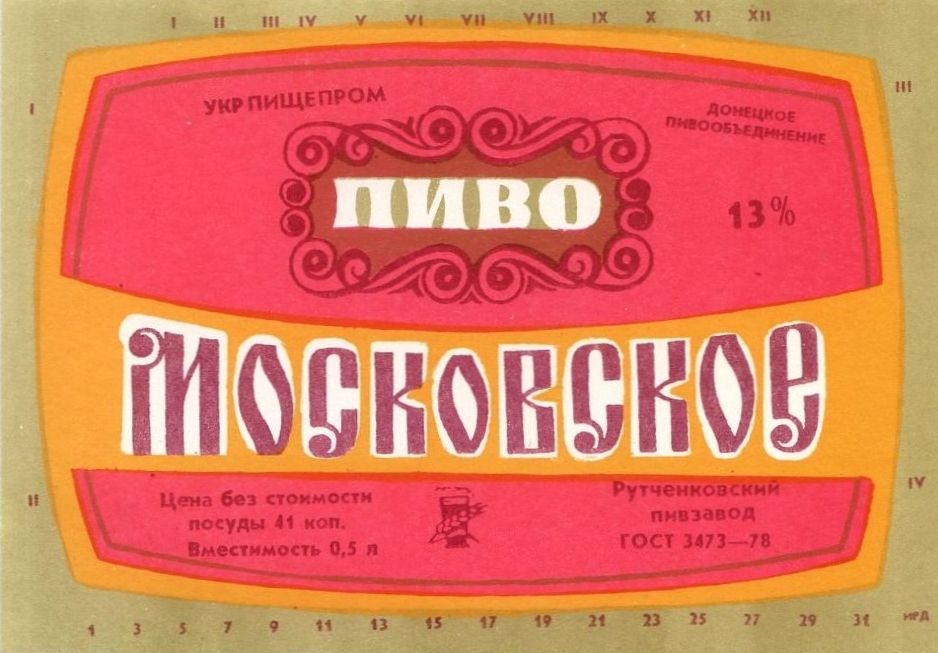 I II III IV V VI VII VIII IX X XI XII
I
III
УКРПИЩЕПРОМ
ДОНЕЦКОЕ
ПИВООБЪЕДИНЕНИЕ
ПИВО
13%
МОСКОВСКОЕ
II
IV
Цена без стоимости
посуды 41 коп.
Вместимость 0,5 л
Рутченковский
пивзавод
ГОСТ 3473—78
1 3 5 7 9 11 13 15 17 19 21 23 25 27 29 31 ИРД